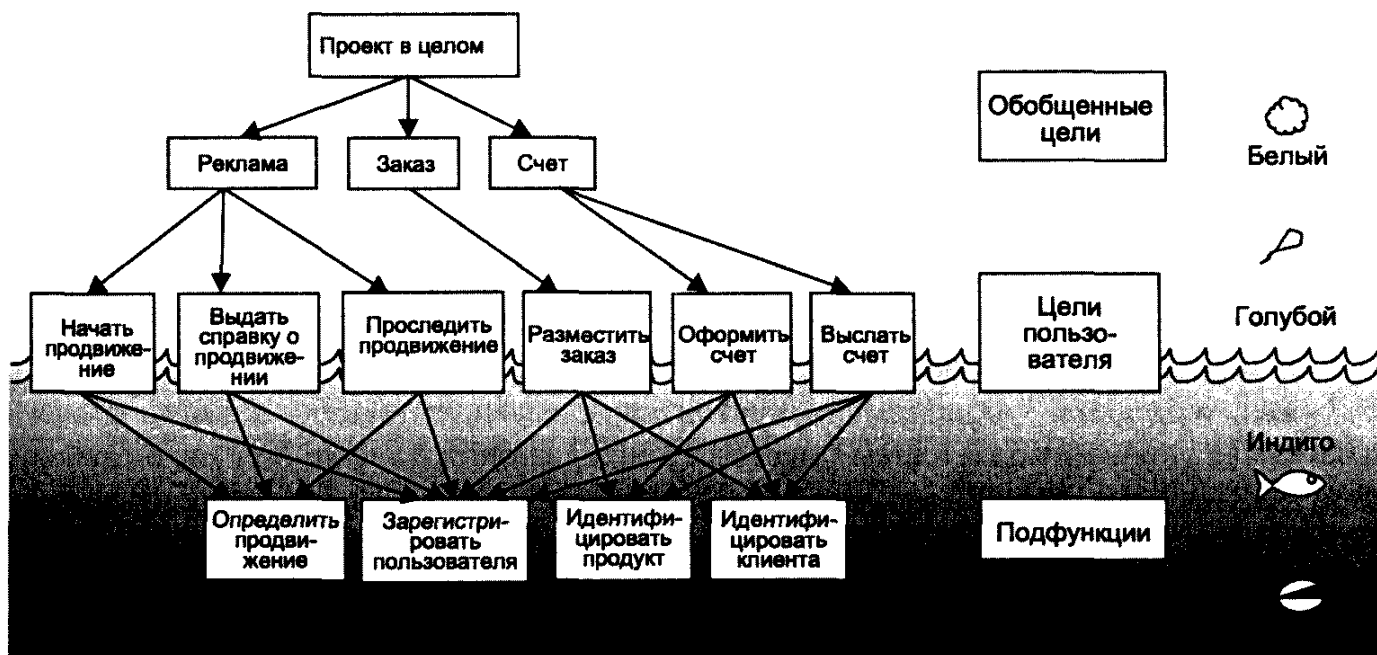 Проект в целом
Реклама
Заказ
Счет
Обобщенные
цели
Белый
Начать
продвиже-
ние
Выдать
справку о
продвиже-
нии
Проследить
продвижение
Разместить
заказ
Оформить
счет
Выслать
счет
Цели
пользо-
вателя
Голубой
Индиго
Определить
продви-
жение
Зарегистри-
ровать
пользователя
Идентифи-
цировать
продукт
Идентифи-
цировать
клиента
Подфункции